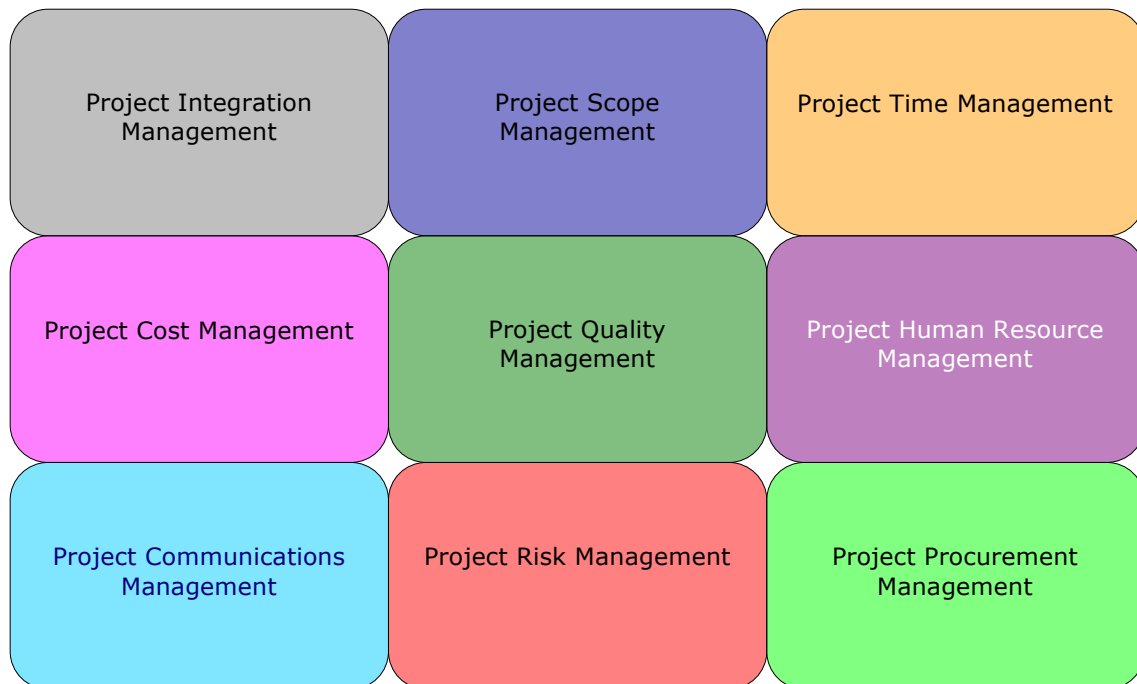 Project Integration
Management
Project Scope
Management
Project Time Management
Project Cost Management
Project Quality
Management
Project Human Resource
Management
Project Communications
Management
Project Risk Management
Project Procurement
Management